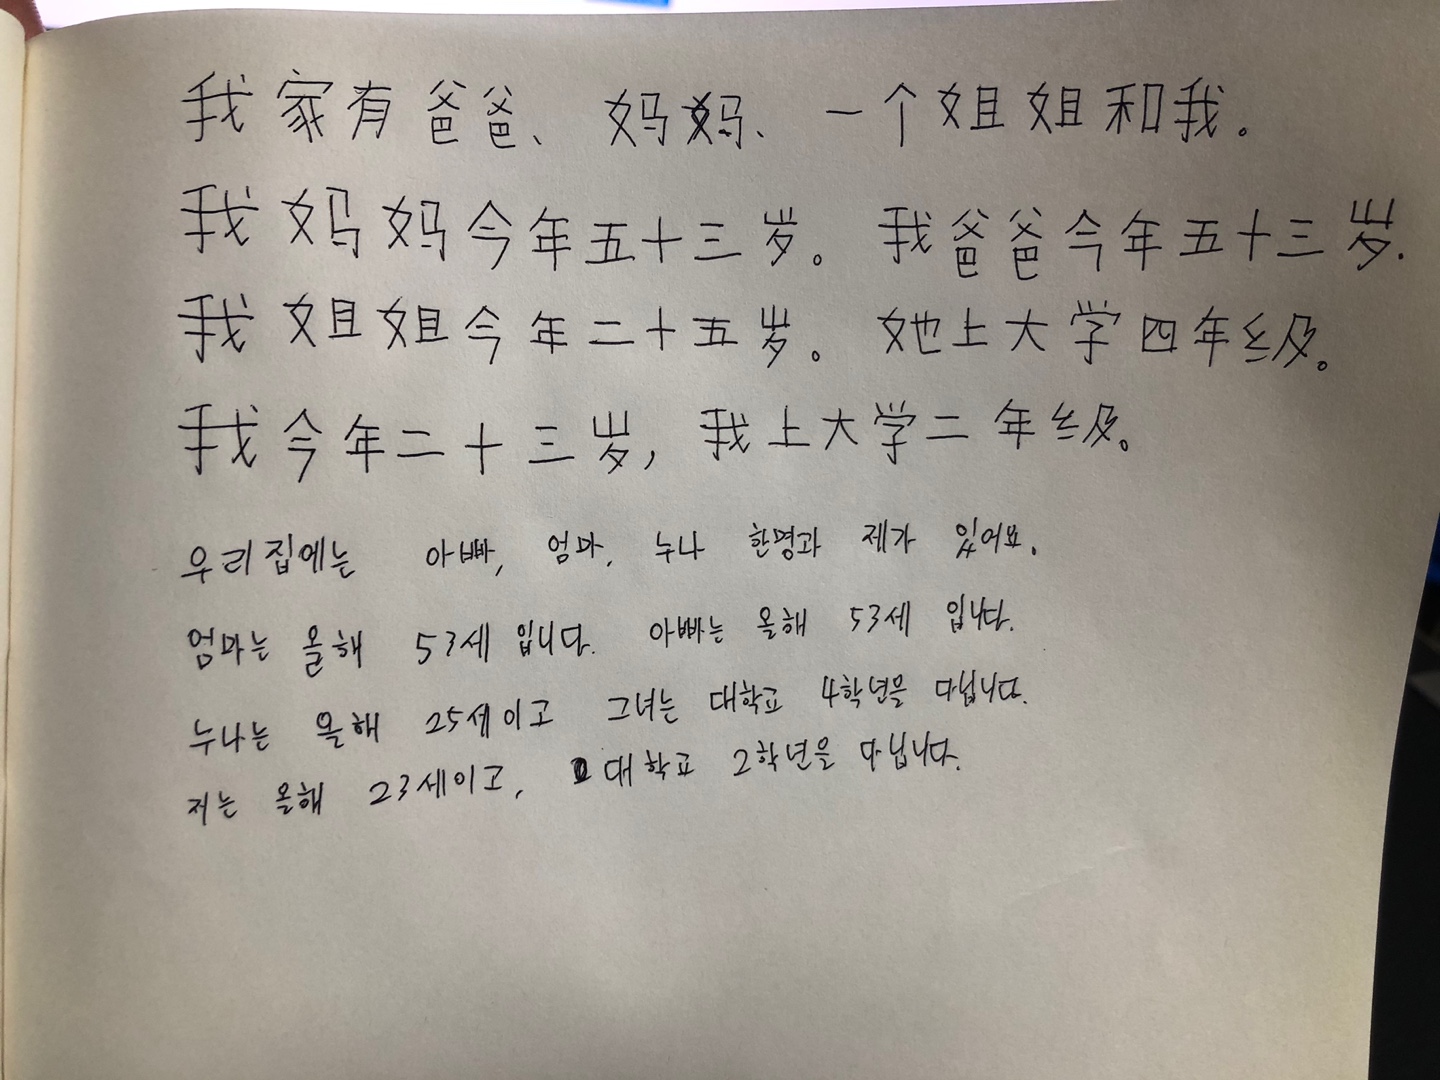 我家有爸爸、妈妈、一个姐姐和我。
我妈妈今年五十三岁。我爸爸今年五十三岁.
我姐姐今年二十五岁。她上大学四年级。
我今年二十三岁,我上大学二年级。
우리집에는 아빠, 엄마, 누나 한명과 제가 있어요.
엄마는 올해 53세 입니다. 아빠는 올해 53세 입니다.
누나는 올해 25세이고 그녀는 대학교 4학년을 다닙니다.
저는 올해 23세이고, 대학교 2학년을 다닙니다.